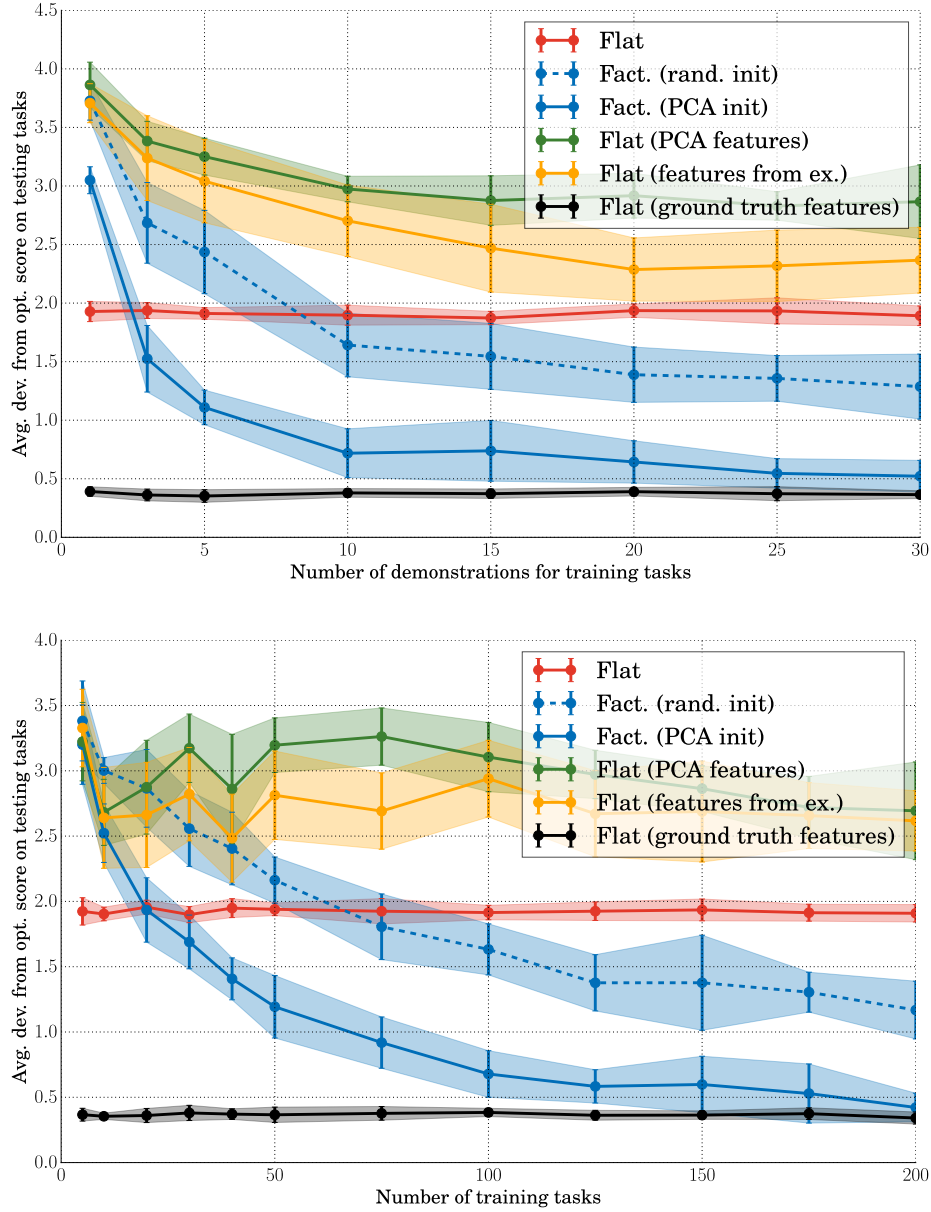 4.5
4.0
3.5
3.0
2.5
2.0
1.5
1.0
0.5
0.0
Avg. dev. from opt. score on testing tasks
Flat
Fact. (rand. init)
Fact. (PCA init)
Flat (PCA features)
Flat (features from ex.)
Flat (ground truth features)
0 5 10 15 20 25 30
Number of demonstrations for training tasks
4.0
3.5
3.0
2.5
2.0
1.5
1.0
0.5
0.0
Avg. dev. from opt. score on testing tasks
Flat
Fact. (rand. init)
Fact. (PCA init)
Flat (PCA features)
Flat (features from ex.)
Flat (ground truth features)
0 50 100 150 200
Number of training tasks